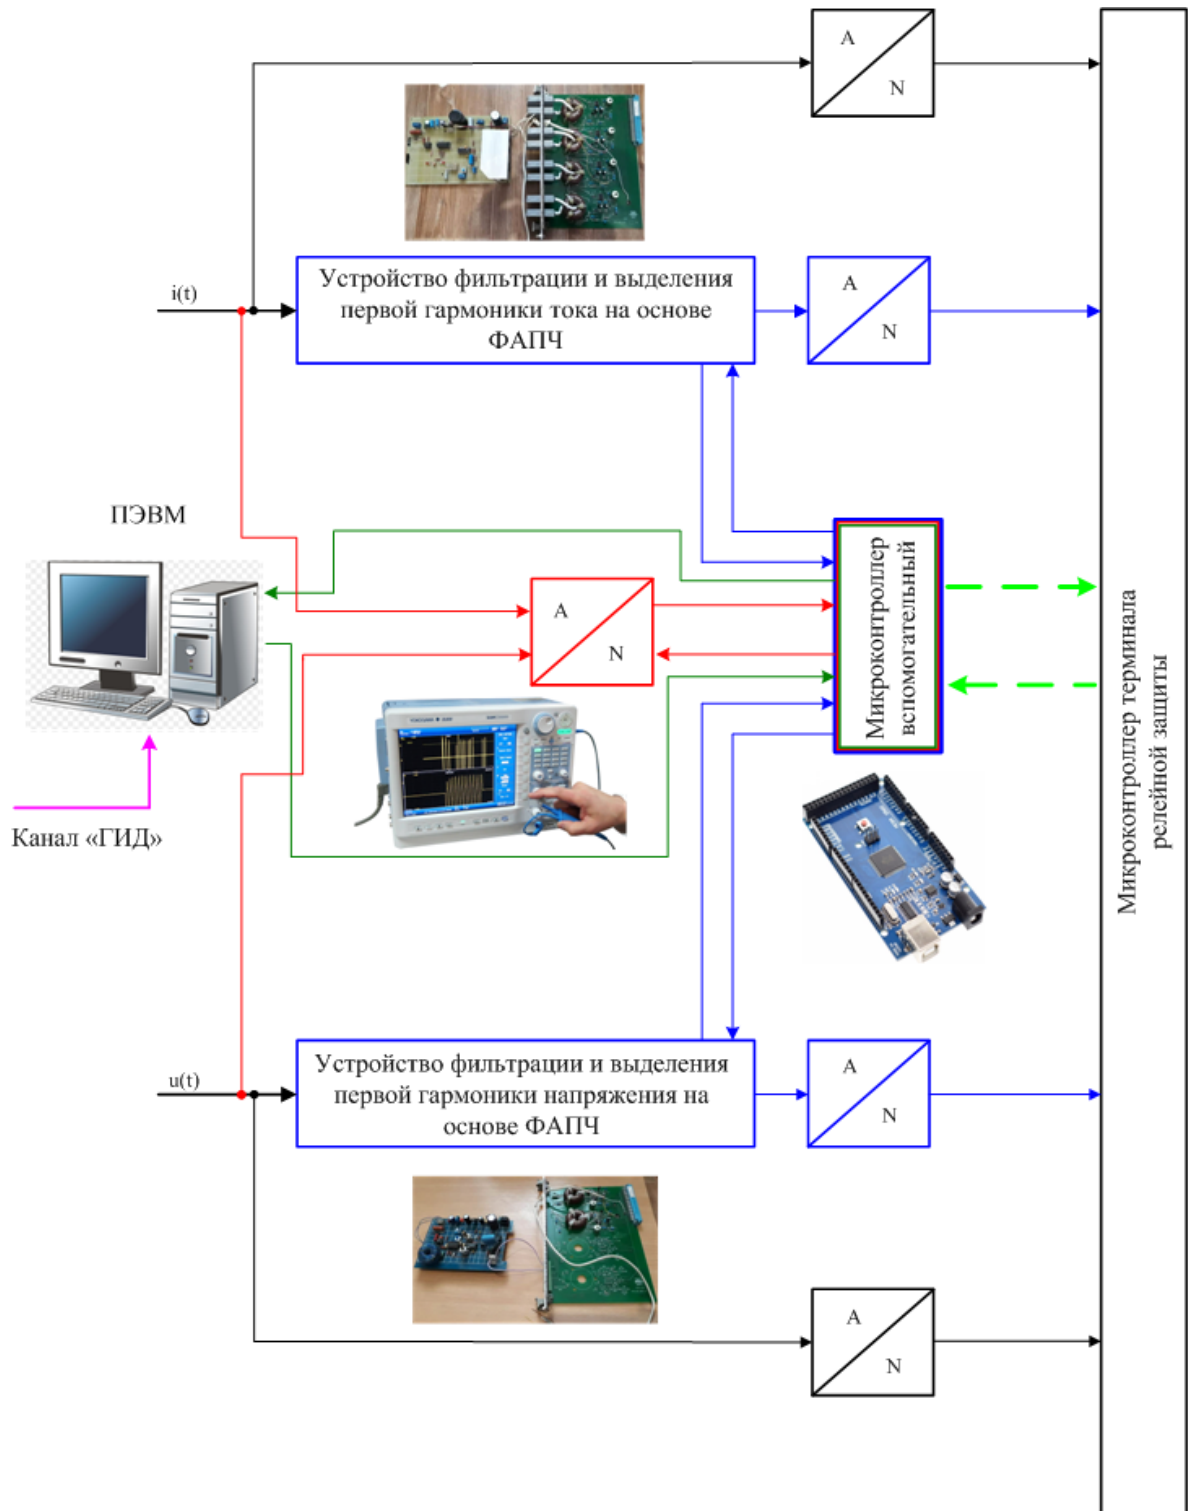 A
N
Устройство фильтрации и выделения
первой гармоники тока на основе
ФАПЧ
i(t)
A
N
ПЭВМ
A
N
Микроконтроллер
вспомогательный
Микроконтроллер терминала
релейной защиты
YOKOGAWA
Канал «ГИД»
Устройство фильтрации и выделения
первой гармоники напряжения на
основе ФАПЧ
u(t)
A
N
A
N